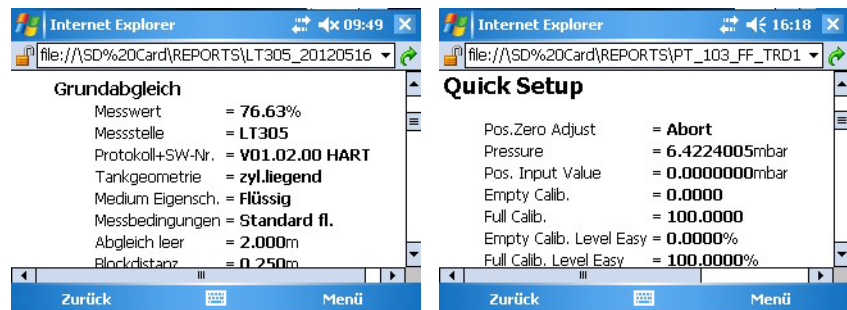 Internet Explorer 09:49
file://\SD%20Card\REPORTS\LT305_20120516
Grundabgleich
Messwert = 76.63%
Messstelle = LT305
Protokoll+SW-Nr. = V01.02.00 HART
Tankgeometrie = zyl.liegend
Medium Eigensch. = Flüssig
Messbedingungen = Standard fl.
Abgleich leer = 2.000m
Blockdistanz = 0.250m
Zurück Menü
Internet Explorer 16:18
file://\SD%20Card\REPORTS\PT_103_FF_TRD1
Quick Setup
Pos.Zero Adjust = Abort
Pressure = 6.4224005mbar
Pos. Input Value = 0.0000000mbar
Empty Calib. = 0.0000
Full Calib. = 100.0000
Empty Calib. Level Easy = 0.0000%
Full Calib. Level Easy = 100.0000%
Zurück Menü